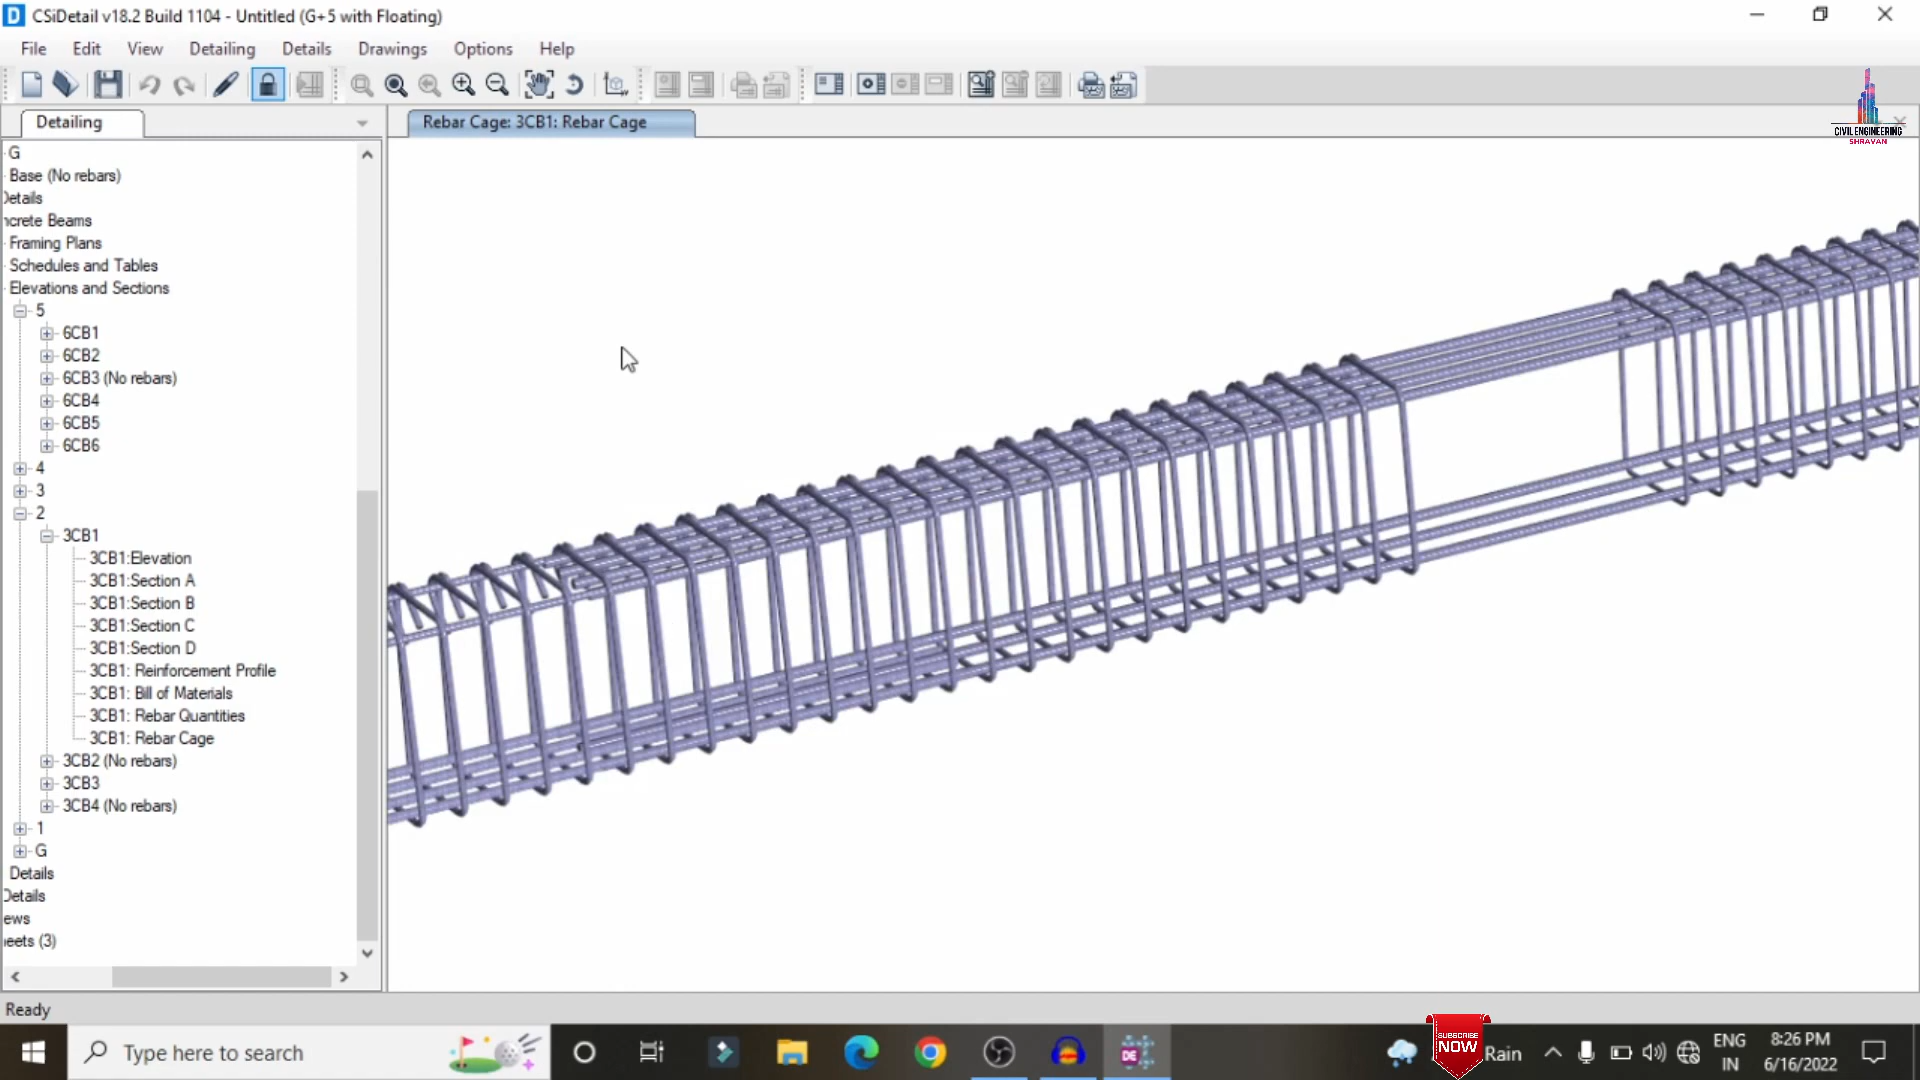 CSiDetail v18.2 Build 1104 - Untitled (G+5 with Floating)
File Edit View Detailing Details Drawings Options Help
Detailing
Rebar Cage: 3CB1: Rebar Cage
CIVIL ENGINEERING
SHRAVAN
G
Base (No rebars)
Details
ncrete Beams
Framing Plans
Schedules and Tables
Elevations and Sections
5
6CB1
6CB2
6CB3 (No rebars)
6CB4
6CB5
6CB6
4
3
2
3CB1
3CB1:Elevation
3CB1:Section A
3CB1:Section B
3CB1:Section C
3CB1:Section D
3CB1: Reinforcement Profile
3CB1: Bill of Materials
3CB1: Rebar Quantities
3CB1: Rebar Cage
3CB2 (No rebars)
3CB3
3CB4 (No rebars)
1
G
Details
Details
ews
eets (3)
Ready
Type here to search
DE
SUBSCRIBE
NOW
Rain
ENG
IN
8:26 PM
6/16/2022